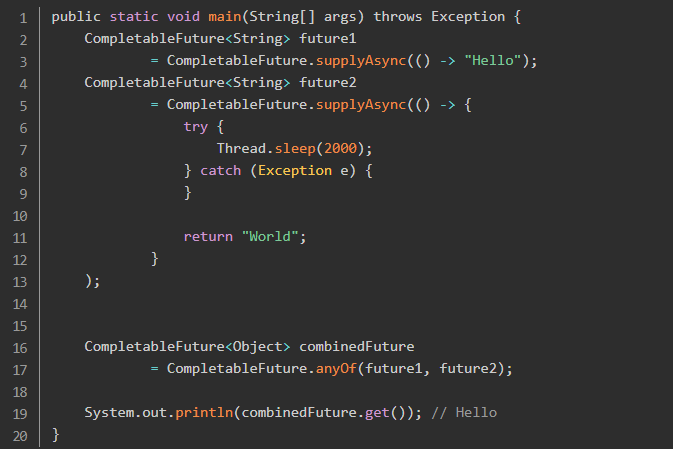 1 public static void main(String[] args) throws Exception {
2     CompletableFuture<String> future1
3             = CompletableFuture.supplyAsync(() -> "Hello");
4     CompletableFuture<String> future2
5             = CompletableFuture.supplyAsync(() -> {
6                 try {
7                     Thread.sleep(2000);
8                 } catch (Exception e) {
9                 }
10
11                 return "World";
12             }
13     );
14
15
16     CompletableFuture<Object> combinedFuture
17             = CompletableFuture.anyOf(future1, future2);
18
19     System.out.println(combinedFuture.get()); // Hello
20 }